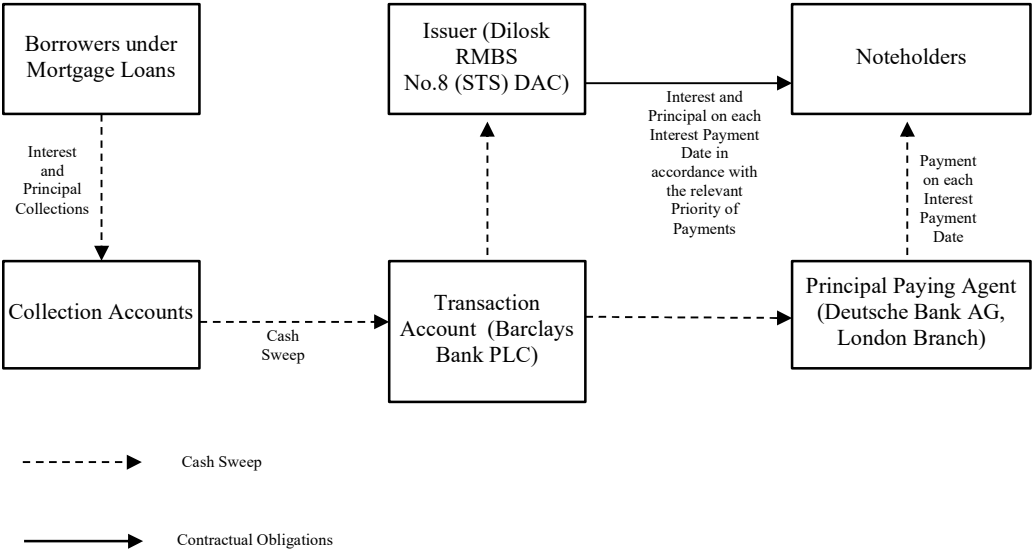 Borrowers under
Mortgage Loans
Issuer (Dilosk
RMBS
No.8 (STS) DAC)
Noteholders
Interest and
Principal on each
Interest Payment
Date in
accordance with
the relevant
Priority of
Payments
Interest
and
Principal
Collections
Payment
on each
Interest
Payment
Date
Collection Accounts
Cash
Sweep
Transaction
Account (Barclays
Bank PLC)
Principal Paying Agent
(Deutsche Bank AG,
London Branch)
Cash Sweep
Contractual Obligations